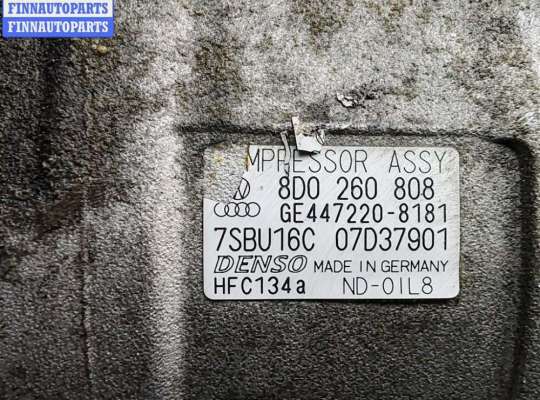 FINNAUTOPARTS
FINNAUTOPARTS
MPRESSOR ASSY
8D0 260 808
GE447220-8181
7SBU16C 07D37901
DENSO MADE IN GERMANY
HFC134a ND-OIL8